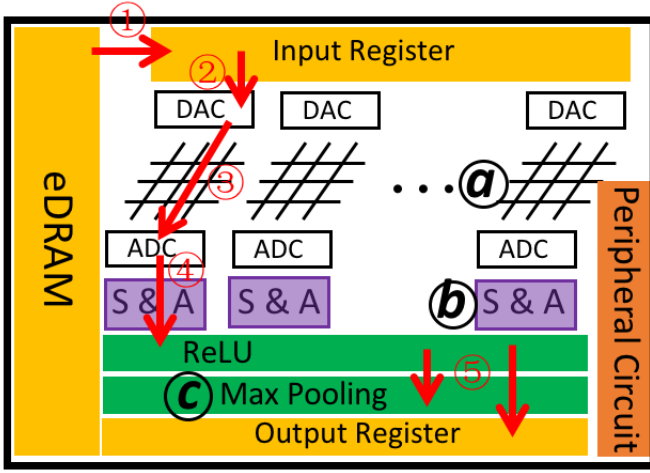 ①
Input Register
②
DAC
DAC
DAC
eDRAM
③
... a
Peripheral Circuit
ADC
ADC
ADC
④
S & A
S & A
b
S & A
ReLU
⑤
c Max Pooling
Output Register